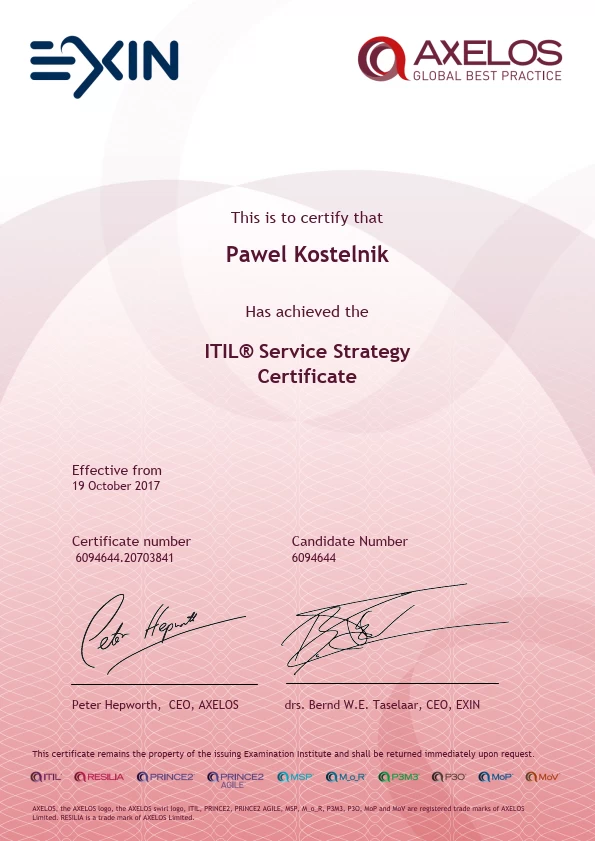 EXIN
AXELOS
GLOBAL BEST PRACTICE
This is to certify that
Pawel Kostelnik
Has achieved the
ITIL® Service Strategy
Certificate
Effective from
19 October 2017
Certificate number
6094644.20703841
Candidate Number
6094644
Peter Hepworth
Peter Hepworth, CEO, AXELOS
drs. Bernd W.E. Taselaar, CEO, EXIN
This certificate remains the property of the issuing Examination Institute and shall be returned immediately upon request.
ITIL® RESILIA PRINCE2® PRINCE2 AGILE MSP® M_o_R® P3M3® P3O® MoP® MoV®
AXELOS, the AXELOS logo, the AXELOS swirl logo, ITIL, PRINCE2, PRINCE2 AGILE, MSP, M_o_R, P3M3, P3O, MoP and MoV are registered trade marks of AXELOS
Limited. RESILIA is a trade mark of AXELOS Limited.